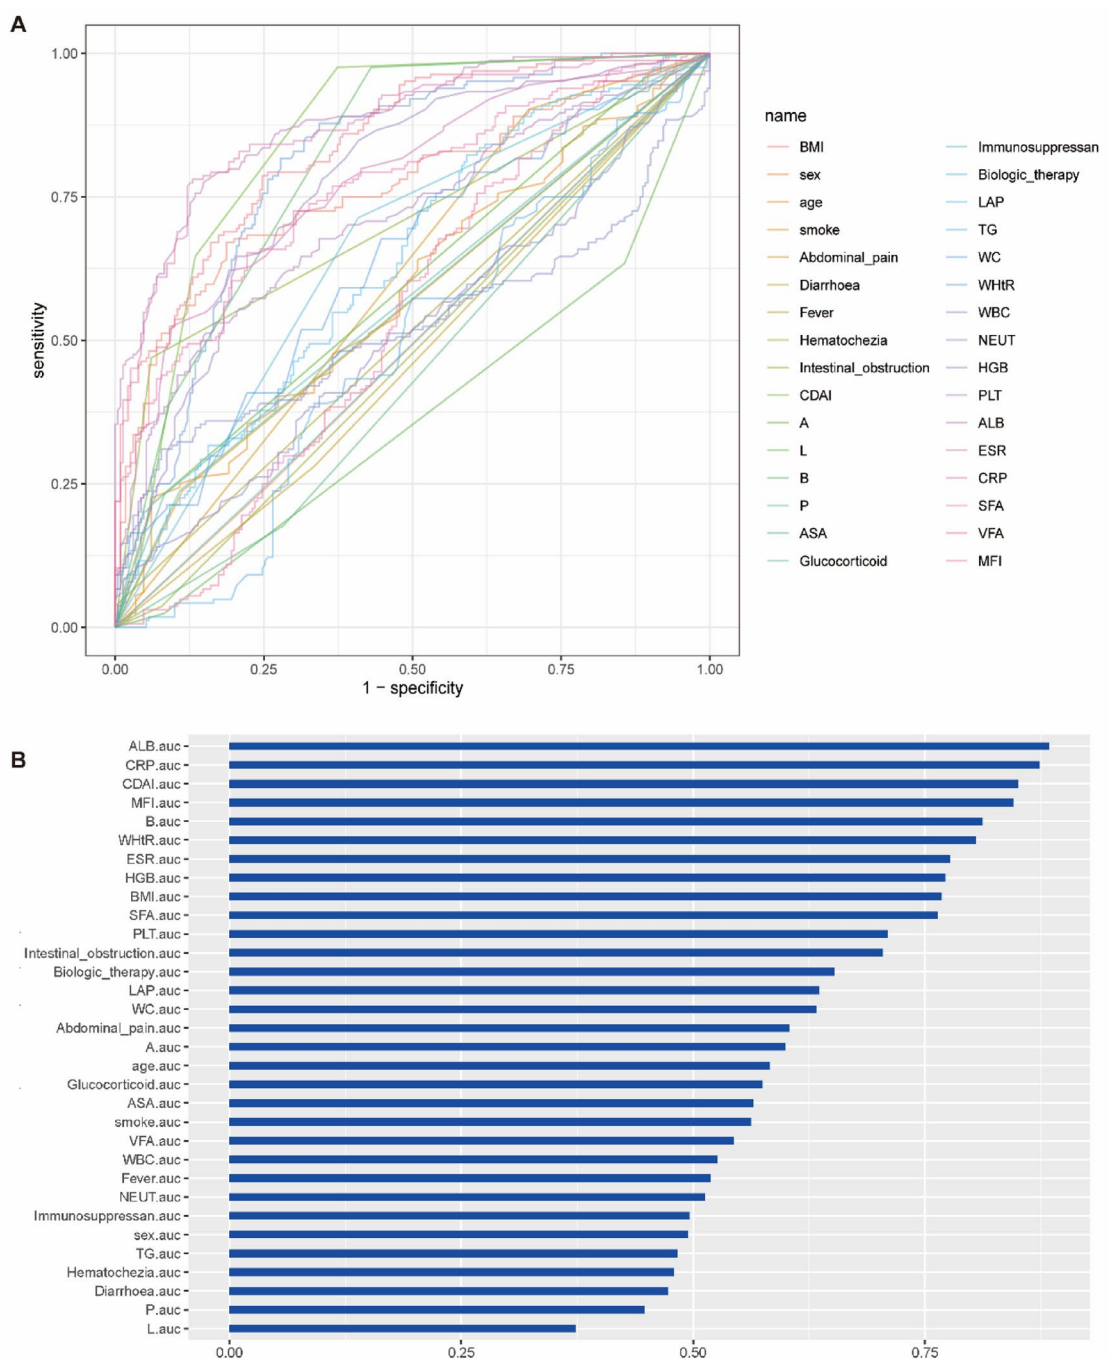 A
1.00
0.75
0.50
0.25
0.00
sensitivity
0.00 0.25 0.50 0.75 1.00
1 − specificity
name
BMI
sex
age
smoke
Abdominal_pain
Diarrhoea
Fever
Hematochezia
Intestinal_obstruction
CDAI
A
L
B
P
ASA
Glucocorticoid
Immunosuppressan
Biologic_therapy
LAP
TG
WC
WHtR
WBC
NEUT
HGB
PLT
ALB
ESR
CRP
SFA
VFA
MFI
B
ALB.auc
CRP.auc
CDAI.auc
MFI.auc
B.auc
WHtR.auc
ESR.auc
HGB.auc
BMI.auc
SFA.auc
PLT.auc
Intestinal_obstruction.auc
Biologic_therapy.auc
LAP.auc
WC.auc
Abdominal_pain.auc
A.auc
age.auc
Glucocorticoid.auc
ASA.auc
smoke.auc
VFA.auc
WBC.auc
Fever.auc
NEUT.auc
Immunosuppressan.auc
sex.auc
TG.auc
Hematochezia.auc
Diarrhoea.auc
P.auc
L.auc
0.00 0.25 0.50 0.75